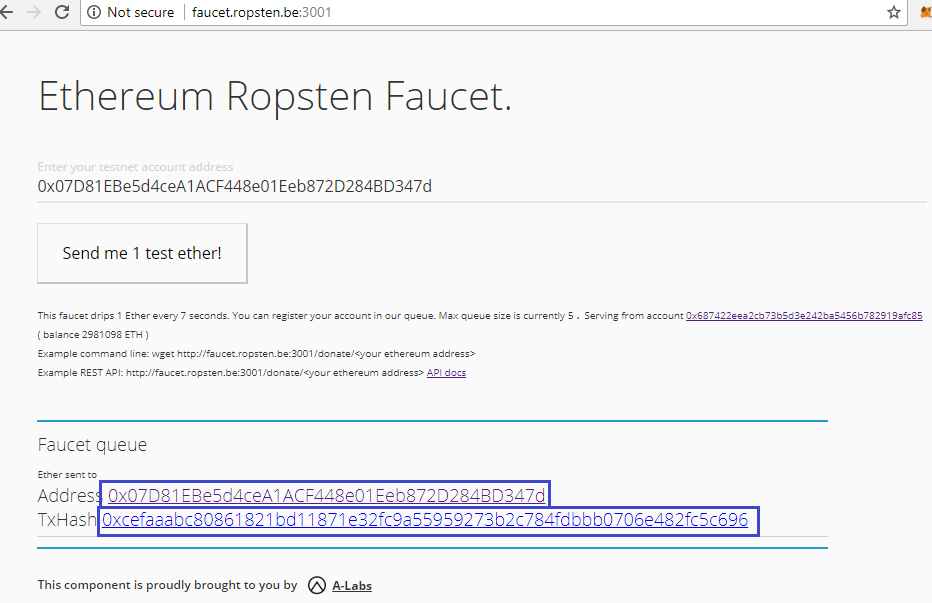 Not secure | faucet.ropsten.be:3001
Ethereum Ropsten Faucet.
Enter your testnet account address
0x07D81EBe5d4ceA1ACF448e01Eeb872D284BD347d
Send me 1 test ether!
This faucet drips 1 Ether every 7 seconds. You can register your account in our queue. Max queue size is currently 5 . Serving from account 0x687422eea2cb73b5d3e242ba5456b782919afc85
( balance 2981098 ETH )
Example command line: wget http://faucet.ropsten.be:3001/donate/<your ethereum address>
Example REST API: http://faucet.ropsten.be:3001/donate/<your ethereum address> API docs
Faucet queue
Ether sent to
Address 0x07D81EBe5d4ceA1ACF448e01Eeb872D284BD347d
TxHash 0xcefaaabc80861821bd11871e32fc9a55959273b2c784fdbbb0706e482fc5c696
This component is proudly brought to you by A-Labs